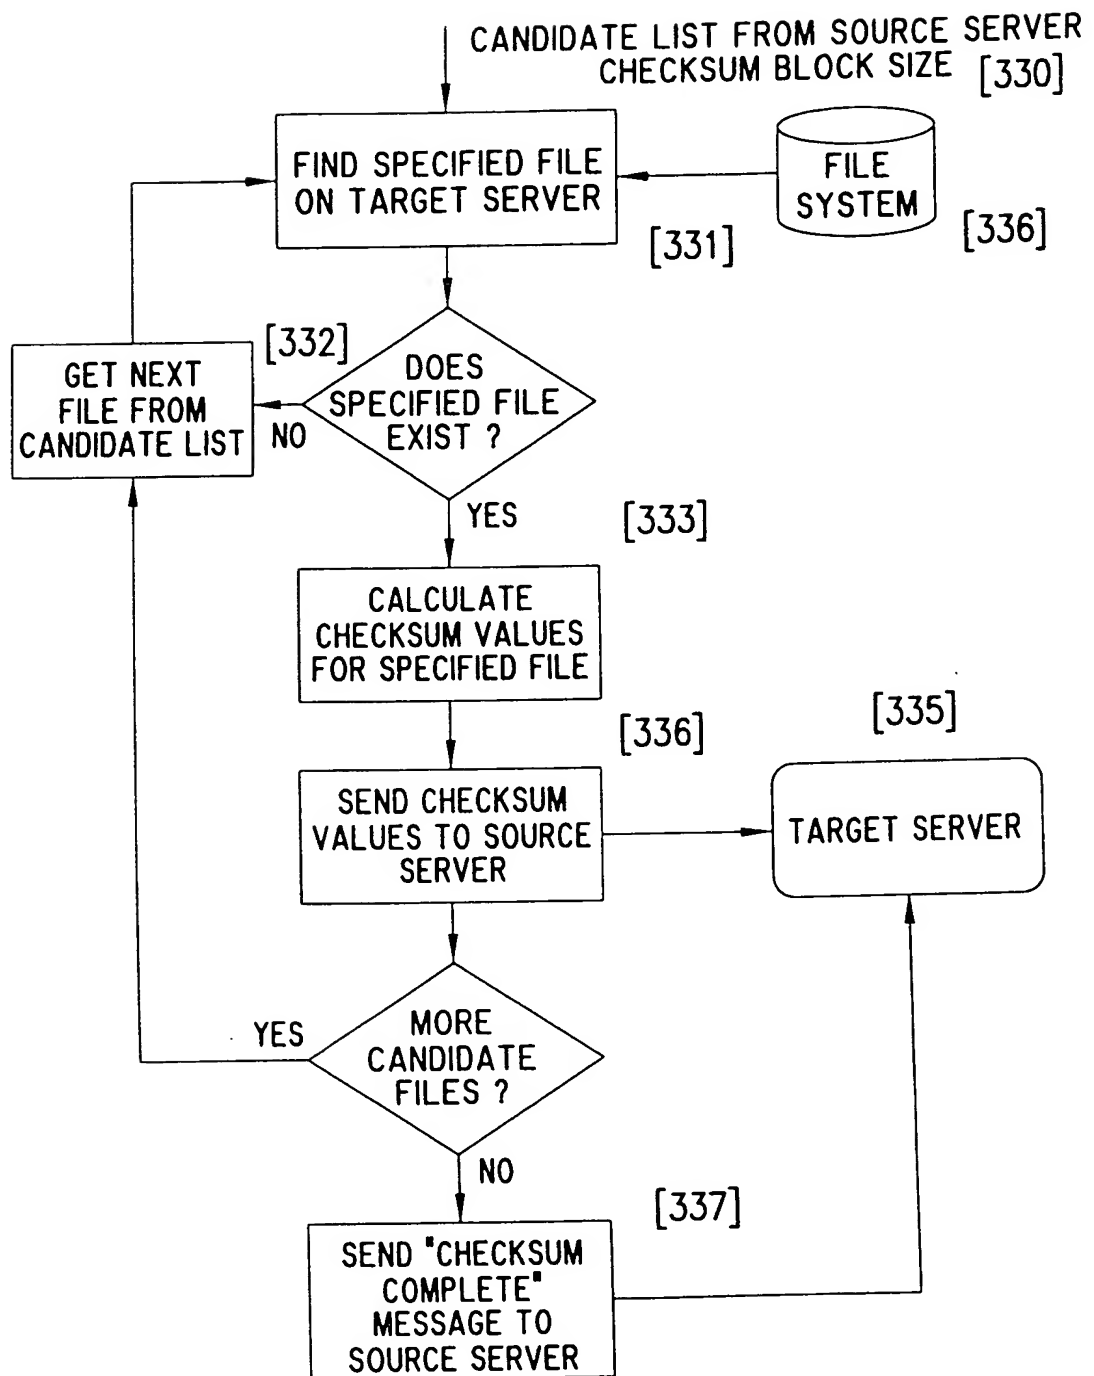 CANDIDATE LIST FROM SOURCE SERVER
CHECKSUM BLOCK SIZE [330]
FIND SPECIFIED FILE
ON TARGET SERVER
FILE
SYSTEM
[331]
[336]
[332]
GET NEXT
FILE FROM
CANDIDATE LIST
DOES
SPECIFIED FILE
EXIST ?
NO
YES
[333]
CALCULATE
CHECKSUM VALUES
FOR SPECIFIED FILE
[336]
[335]
SEND CHECKSUM
VALUES TO SOURCE
SERVER
TARGET SERVER
YES
MORE
CANDIDATE
FILES ?
NO
[337]
SEND "CHECKSUM
COMPLETE"
MESSAGE TO
SOURCE SERVER